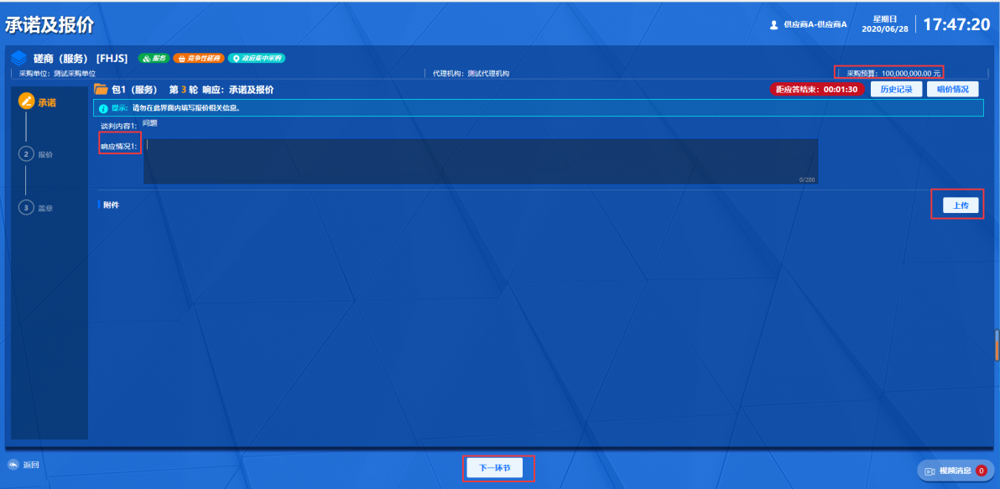 承诺及报价
供应商A-供应商A
星期日
2020/06/28
17:47:20
磋商（服务） [FHJS]
服务
竞争性磋商
政府集中采购
采购单位：测试采购单位
代理机构：测试代理机构
采购预算：100,000,000.00 元
承诺
2 报价
3 盖章
包1（服务） 第 3 轮 响应：承诺及报价
距应答结束：00:01:30
历史记录
唱价情况
提示：请勿在此界面内填写报价相关信息。
谈判内容1：问题
响应情况1：
0/200
附件
上传
返回
下一环节
视频消息 0